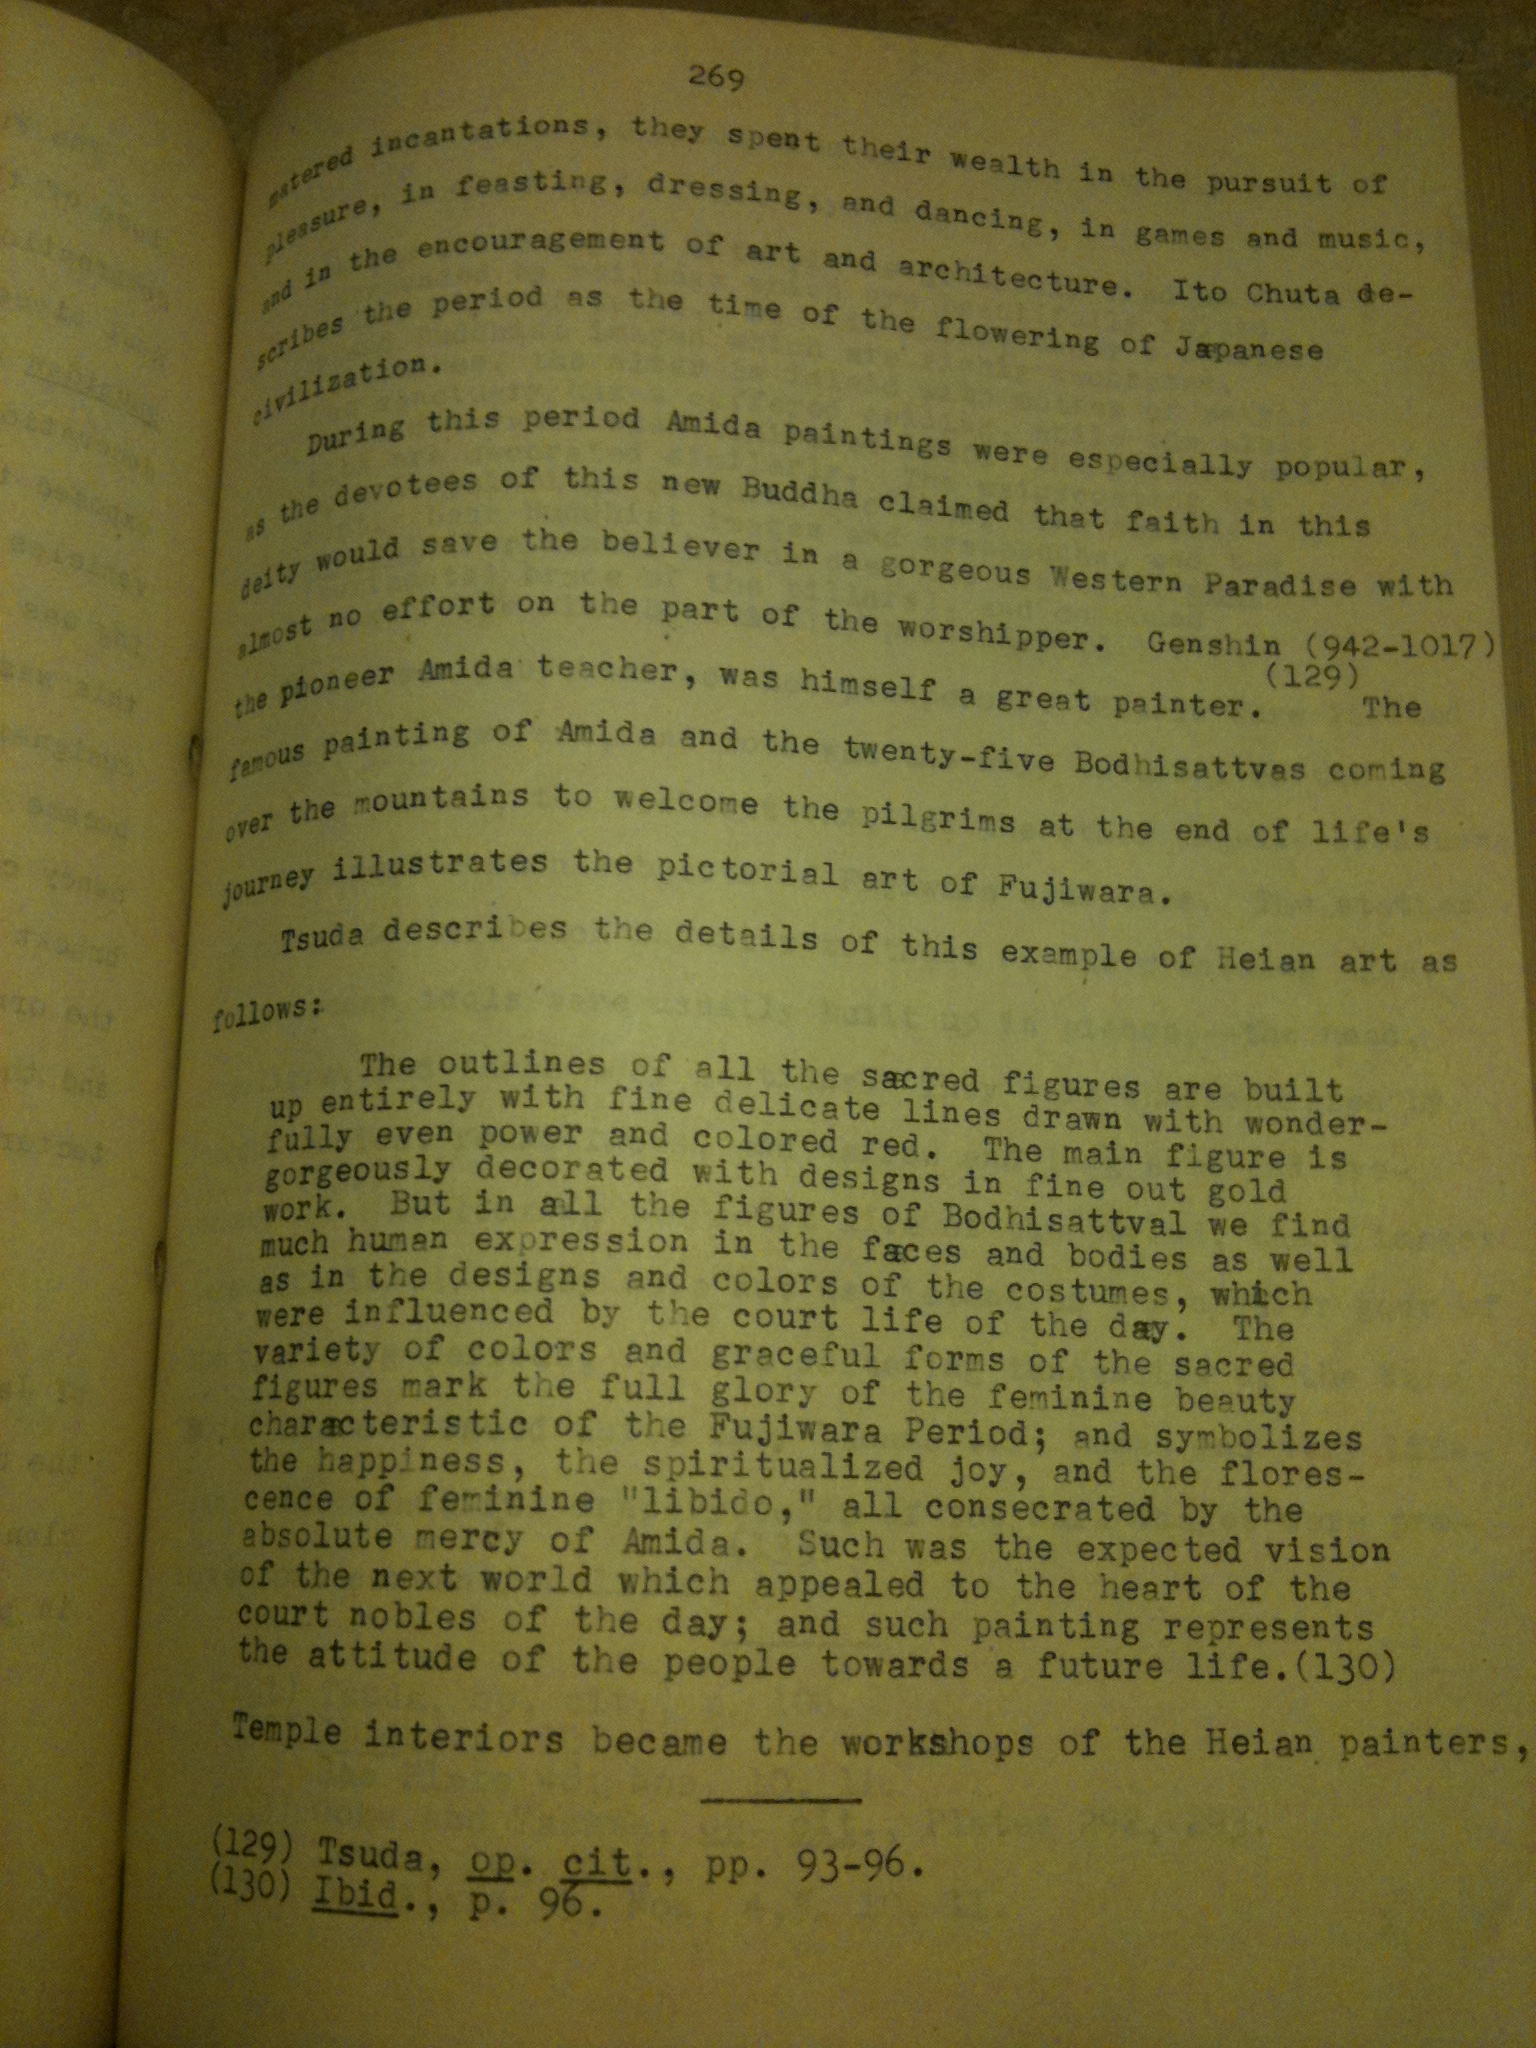 269
matered incantations, they spent their wealth in the pursuit of
pleasure, in feasting, dressing, and dancing, in games and music,
and in the encouragement of art and architecture. Ito Chuta de-
scribes the period as the time of the flowering of Japanese
civilization.
During this period Amida paintings were especially popular,
as the devotees of this new Buddha claimed that faith in this
deity would save the believer in a gorgeous Western Paradise with
almost no effort on the part of the worshipper. Genshin (942-1017)
the pioneer Amida teacher, was himself a great painter. (129) The
famous painting of Amida and the twenty-five Bodhisattvas coming
over the mountains to welcome the pilgrims at the end of life's
journey illustrates the pictorial art of Fujiwara.
Tsuda describes the details of this example of Heian art as
follows:
The outlines of all the sacred figures are built
up entirely with fine delicate lines drawn with wonder-
fully even power and colored red. The main figure is
gorgeously decorated with designs in fine out gold
work. But in all the figures of Bodhisattval we find
much human expression in the faces and bodies as well
as in the designs and colors of the costumes, which
were influenced by the court life of the day. The
variety of colors and graceful forms of the sacred
figures mark the full glory of the feminine beauty
characteristic of the Fujiwara Period; and symbolizes
the happiness, the spiritualized joy, and the flores-
cence of feminine "libido," all consecrated by the
absolute mercy of Amida. Such was the expected vision
of the next world which appealed to the heart of the
court nobles of the day; and such painting represents
the attitude of the people towards a future life.(130)
Temple interiors became the workshops of the Heian painters,
(129) Tsuda, op. cit., pp. 93-96.
(130) Ibid., p. 96.